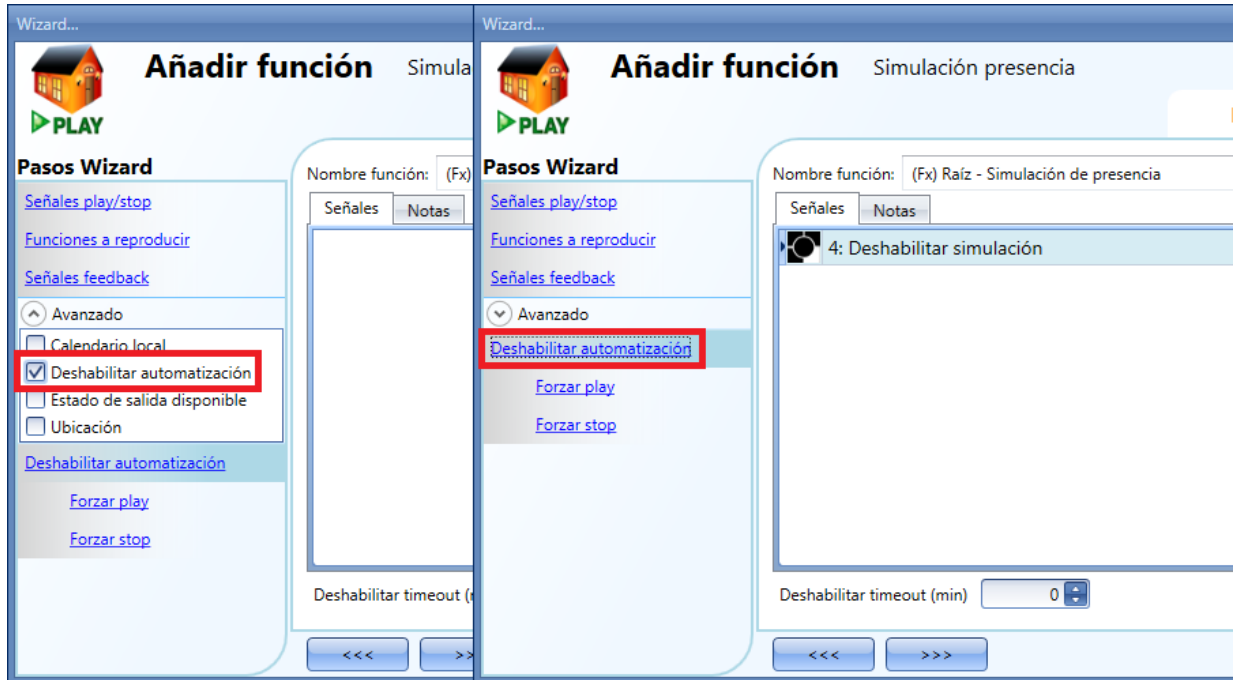 Wizard...
Añadir función Simula
PLAY
Pasos Wizard
Señales play/stop
Funciones a reproducir
Señales feedback
Avanzado
Calendario local
Deshabilitar automatización
Estado de salida disponible
Ubicación
Deshabilitar automatización
Forzar play
Forzar stop
Nombre función: (Fx)
Señales Notas
Deshabilitar timeout (
<<< >>
Wizard...
Añadir función Simulación presencia
PLAY
Pasos Wizard
Señales play/stop
Funciones a reproducir
Señales feedback
Avanzado
Deshabilitar automatización
Forzar play
Forzar stop
Nombre función: (Fx) Raíz - Simulación de presencia
Señales Notas
4: Deshabilitar simulación
Deshabilitar timeout (min) 0
<<< >>>